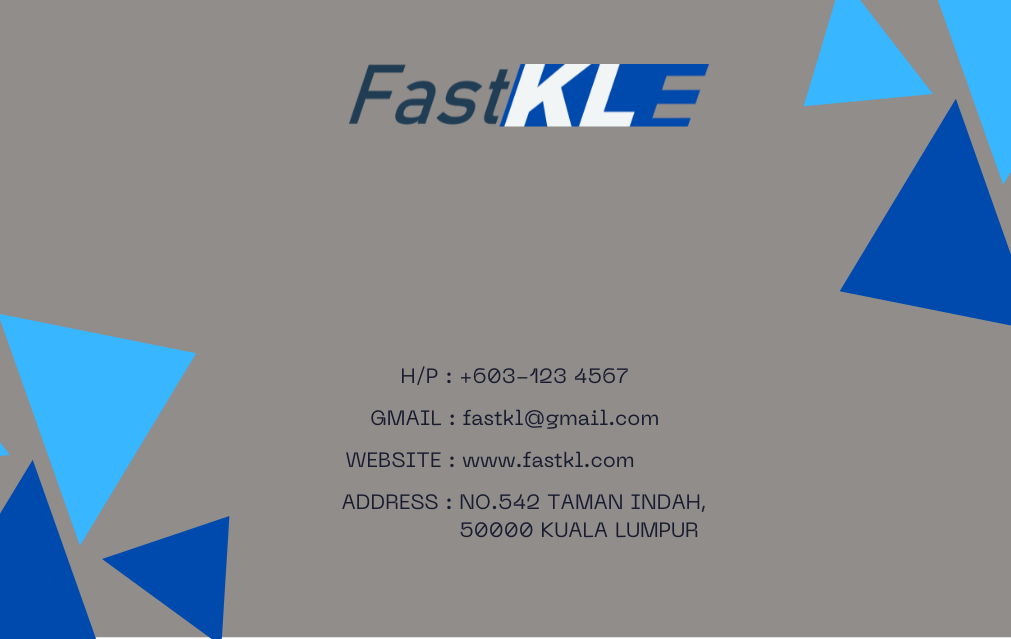 FastKLE
H/P : +603-123 4567
GMAIL : fastkl@gmail.com
WEBSITE : www.fastkl.com
ADDRESS : NO.542 TAMAN INDAH,
50000 KUALA LUMPUR